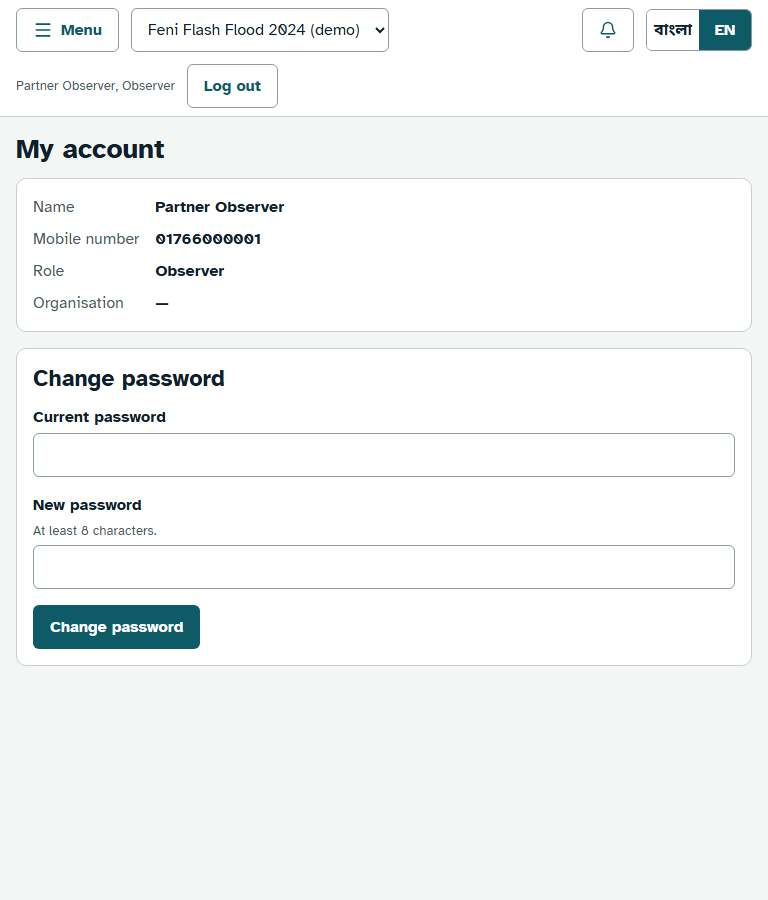 Menu
Feni Flash Flood 2024 (demo)
বাংলা
EN
Partner Observer, Observer
Log out
My account
Name Partner Observer
Mobile number 01766000001
Role Observer
Organisation —
Change password
Current password
New password
At least 8 characters.
Change password